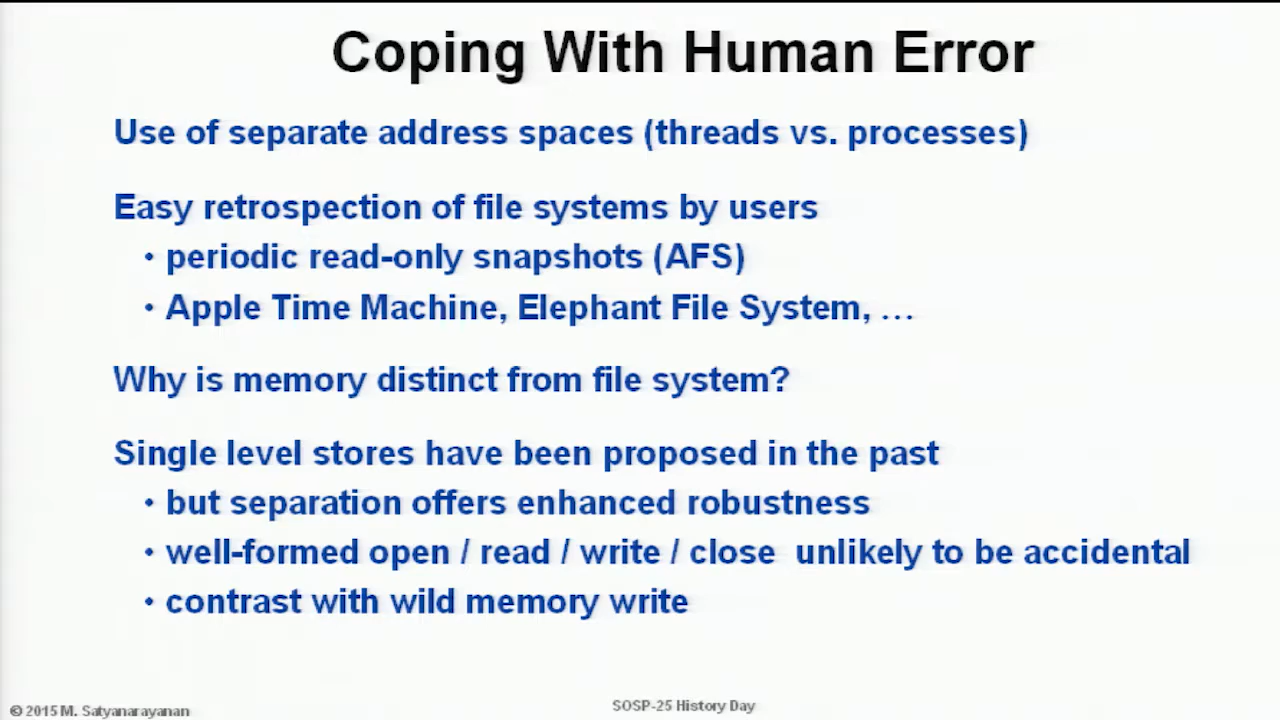 Coping With Human Error
Use of separate address spaces (threads vs. processes)
Easy retrospection of file systems by users
• periodic read-only snapshots (AFS)
• Apple Time Machine, Elephant File System, …
Why is memory distinct from file system?
Single level stores have been proposed in the past
• but separation offers enhanced robustness
• well-formed open / read / write / close unlikely to be accidental
• contrast with wild memory write
© 2015 M. Satyanarayanan
SOSP-25 History Day